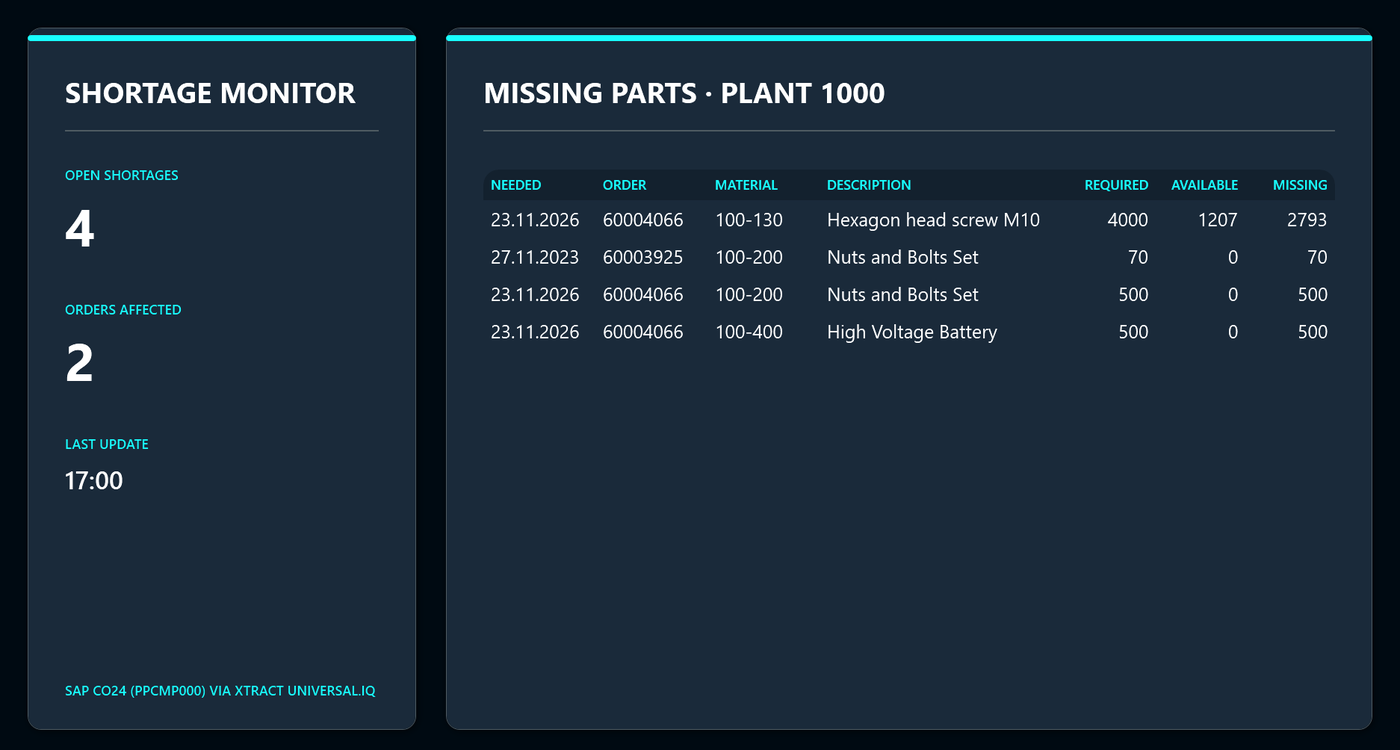 SHORTAGE MONITOR
OPEN SHORTAGES
4
ORDERS AFFECTED
2
LAST UPDATE
17:00
SAP CO24 (PPCMP000) VIA XTRACT UNIVERSAL.IQ
MISSING PARTS · PLANT 1000
NEEDED ORDER MATERIAL DESCRIPTION REQUIRED AVAILABLE MISSING
23.11.2026 60004066 100-130 Hexagon head screw M10 4000 1207 2793
27.11.2023 60003925 100-200 Nuts and Bolts Set 70 0 70
23.11.2026 60004066 100-200 Nuts and Bolts Set 500 0 500
23.11.2026 60004066 100-400 High Voltage Battery 500 0 500